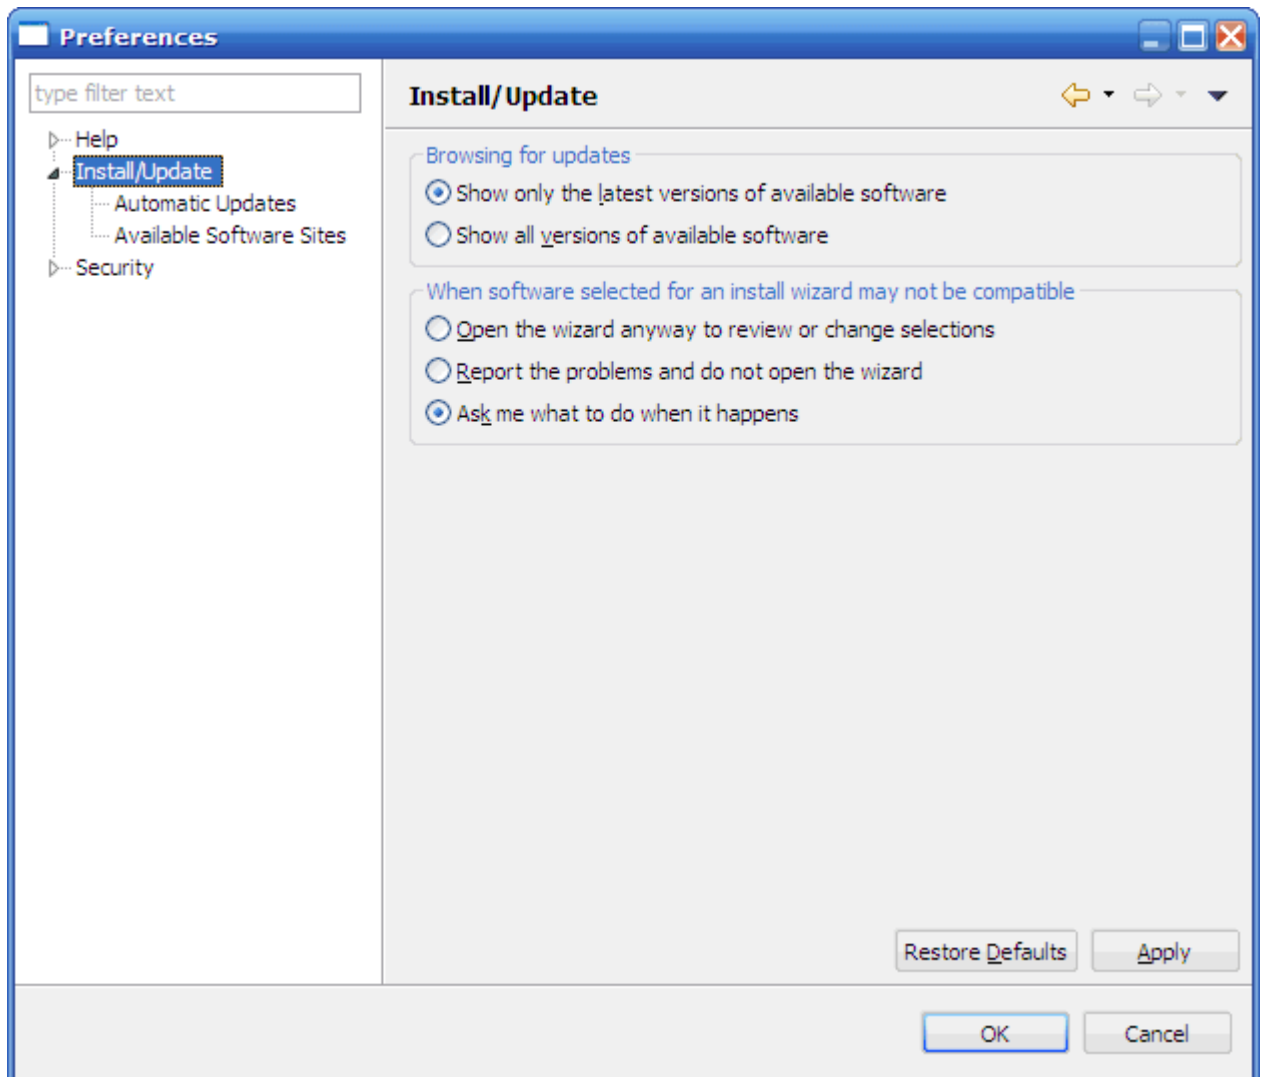 Preferences
type filter text
Help
Install/Update
Automatic Updates
Available Software Sites
Security
Install/Update
Browsing for updates
Show only the latest versions of available software
Show all versions of available software
When software selected for an install wizard may not be compatible
Open the wizard anyway to review or change selections
Report the problems and do not open the wizard
Ask me what to do when it happens
Restore Defaults
Apply
OK
Cancel